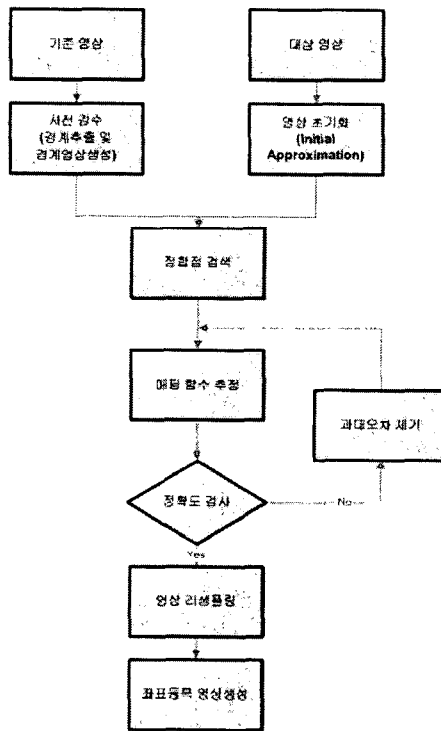 기준 영상
대상 영상
사전 검수
(경계추출 및
경계영상생성)
영상 초기화
(Initial
Approximation)
정합점 검색
매핑 함수 추정
과대오차 제거
정확도 검사
No
Yes
영상 리샘플링
좌표등록 영상생성